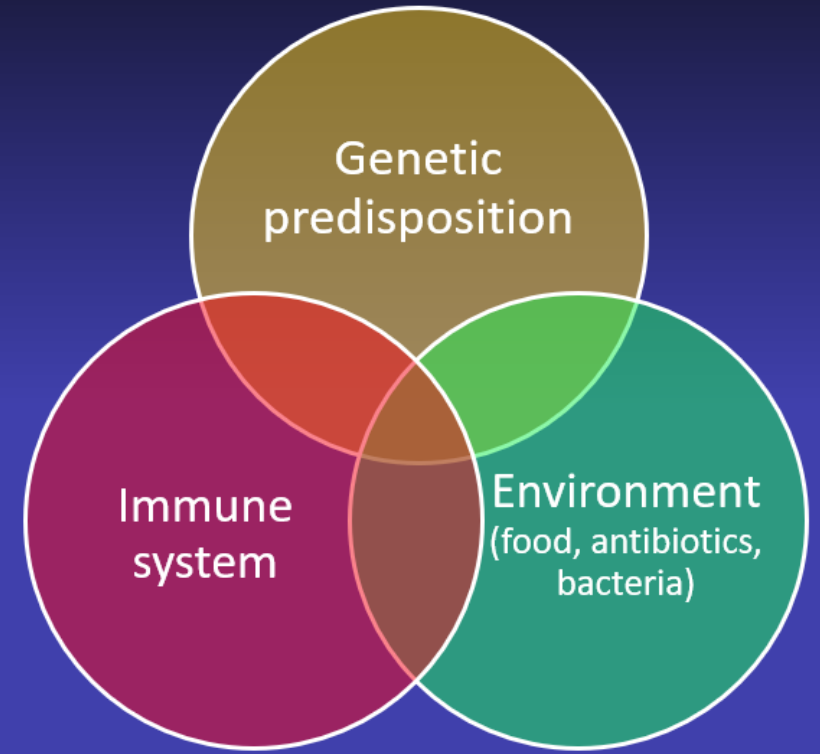 Genetic
predisposition
Immune
system
Environment
(food, antibiotics,
bacteria)